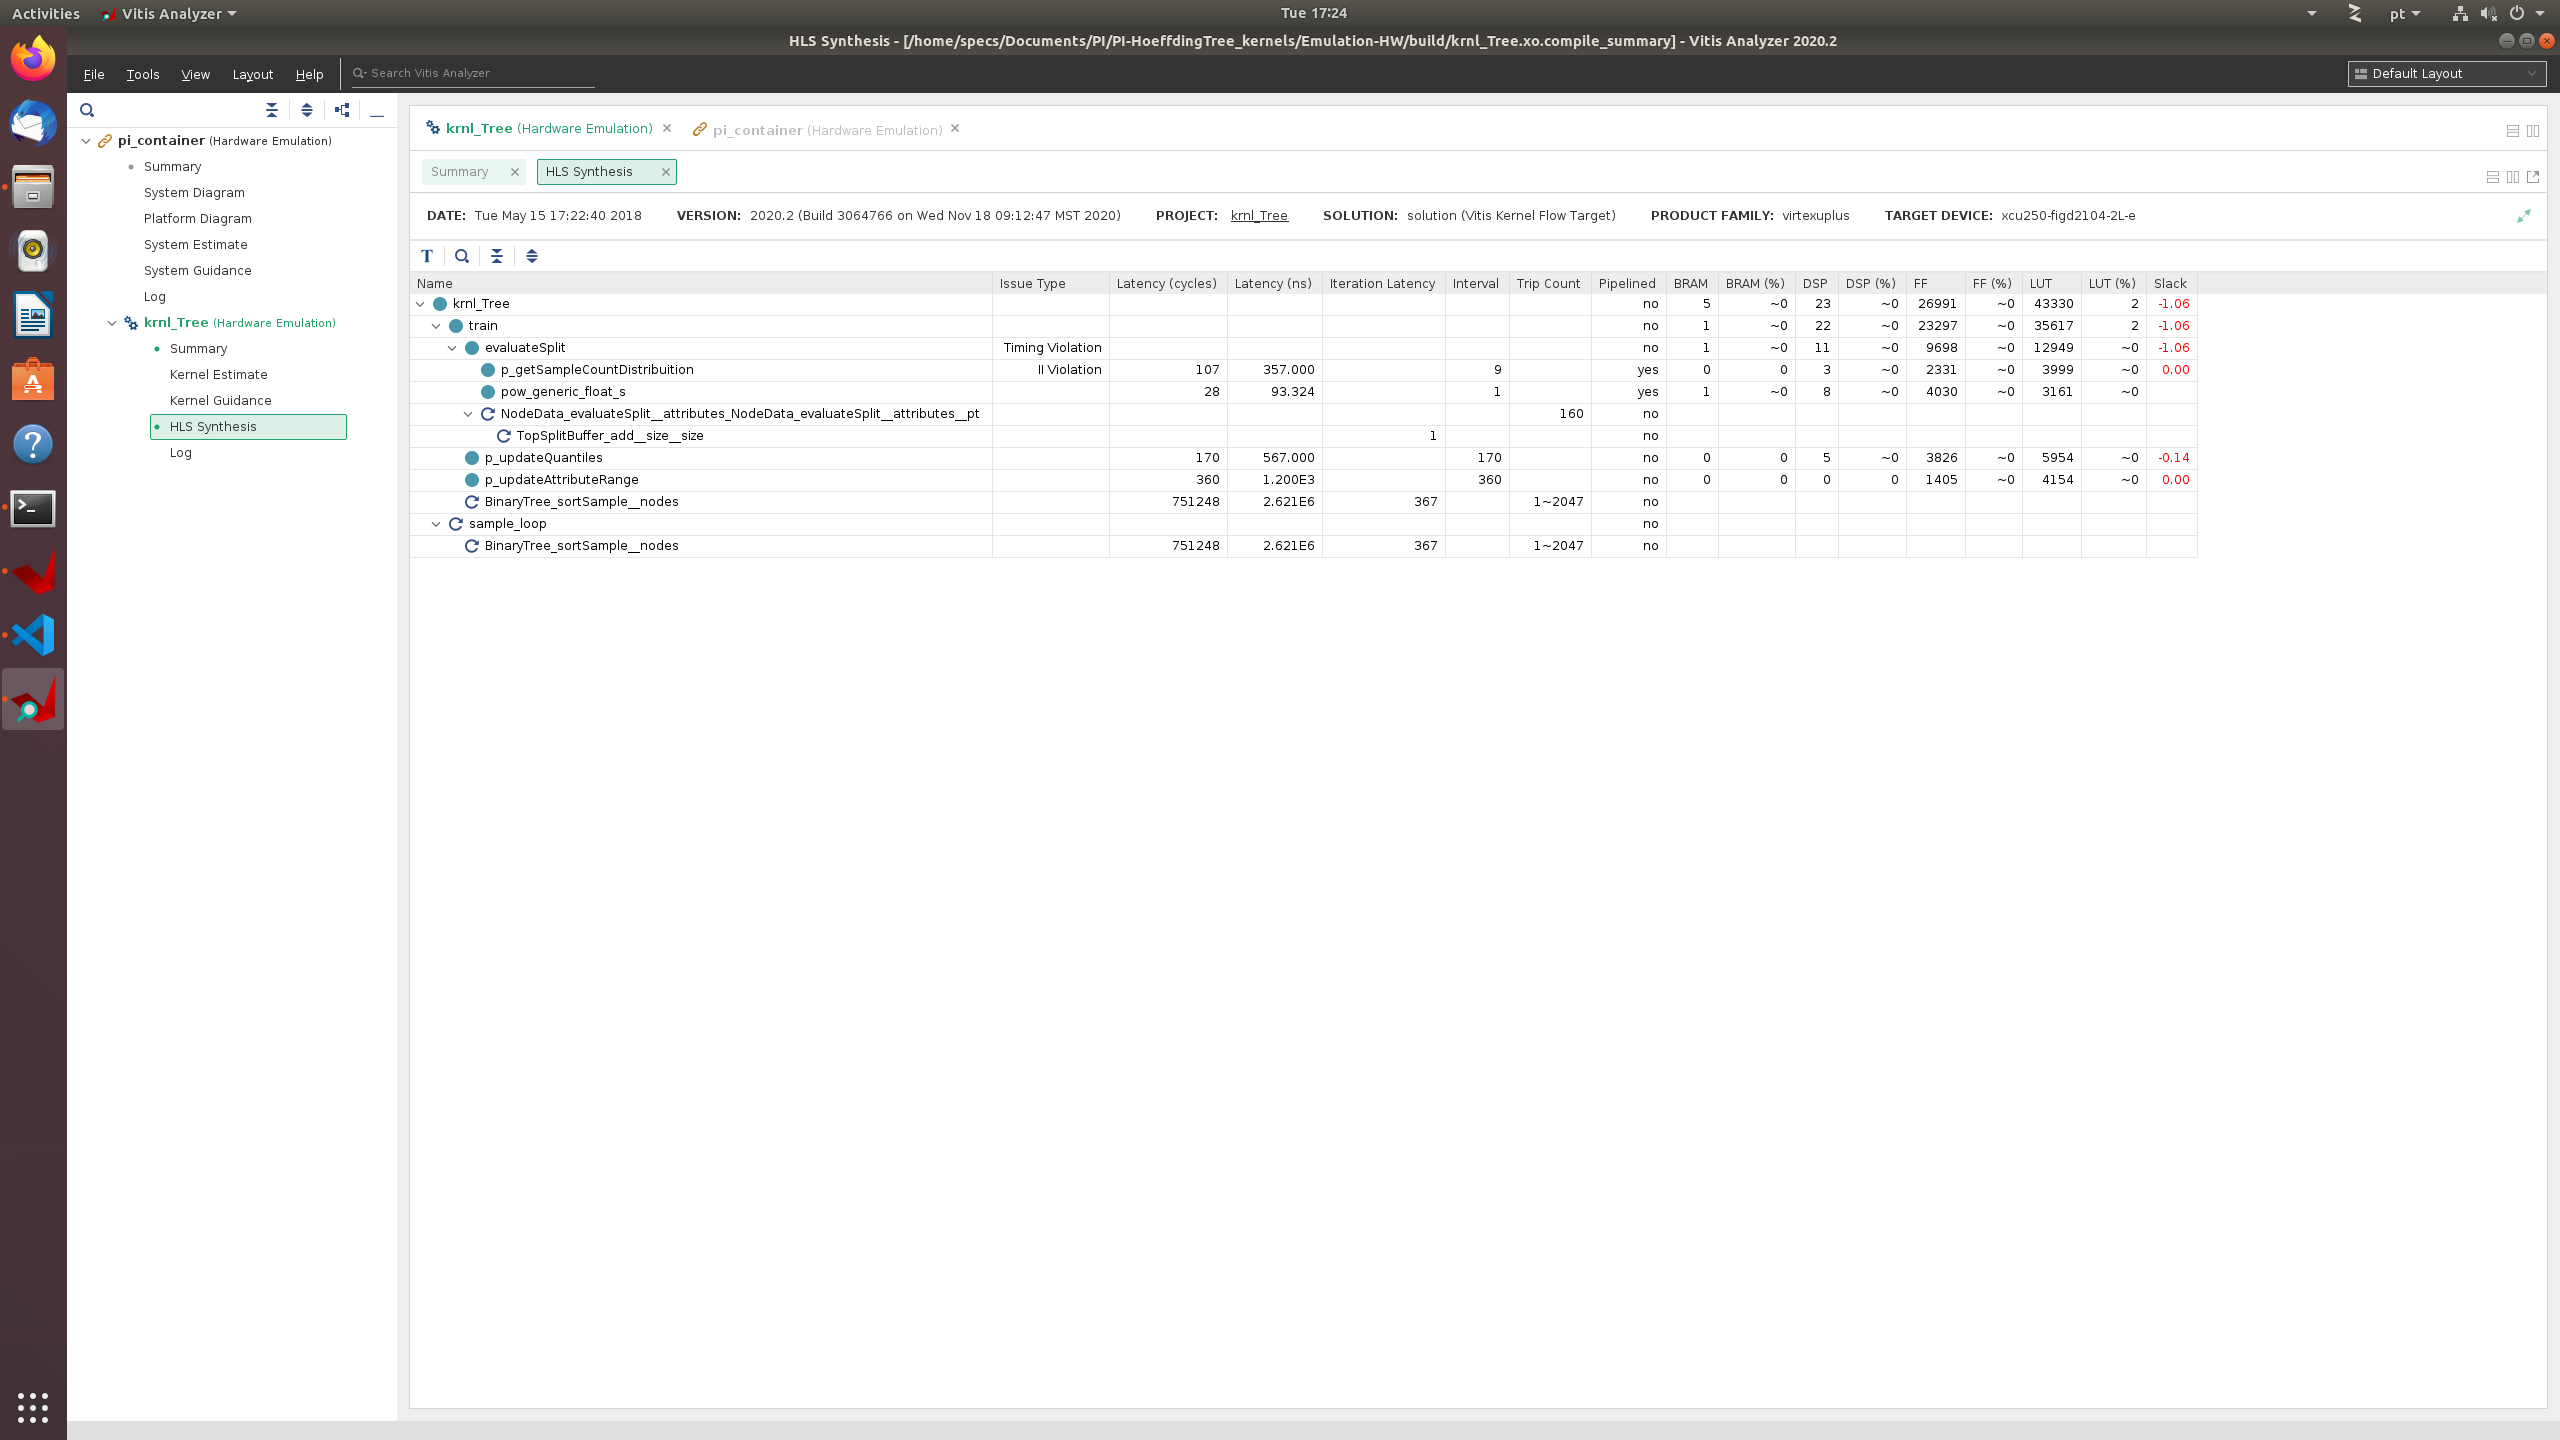 Activities Vitis Analyzer Tue 17:24 pt
HLS Synthesis - [/home/specs/Documents/PI/PI-HoeffdingTree_kernels/Emulation-HW/build/krnl_Tree.xo.compile_summary] - Vitis Analyzer 2020.2
File Tools View Layout Help Search Vitis Analyzer Default Layout
pi_container (Hardware Emulation)
Summary
System Diagram
Platform Diagram
System Estimate
System Guidance
Log
krnl_Tree (Hardware Emulation)
Summary
Kernel Estimate
Kernel Guidance
HLS Synthesis
Log
krnl_Tree (Hardware Emulation) pi_container (Hardware Emulation)
Summary HLS Synthesis
DATE: Tue May 15 17:22:40 2018 VERSION: 2020.2 (Build 3064766 on Wed Nov 18 09:12:47 MST 2020) PROJECT: krnl_Tree SOLUTION: solution (Vitis Kernel Flow Target) PRODUCT FAMILY: virtexuplus TARGET DEVICE: xcu250-figd2104-2L-e
Name Issue Type Latency (cycles) Latency (ns) Iteration Latency Interval Trip Count Pipelined BRAM BRAM (%) DSP DSP (%) FF FF (%) LUT LUT (%) Slack
krnl_Tree no 5 ~0 23 ~0 26991 ~0 43330 2 -1.06
train no 1 ~0 22 ~0 23297 ~0 35617 2 -1.06
evaluateSplit Timing Violation no 1 ~0 11 ~0 9698 ~0 12949 ~0 -1.06
p_getSampleCountDistribuition II Violation 107 357.000 9 yes 0 0 3 ~0 2331 ~0 3999 ~0 0.00
pow_generic_float_s 28 93.324 1 yes 1 ~0 8 ~0 4030 ~0 3161 ~0
NodeData_evaluateSplit__attributes_NodeData_evaluateSplit__attributes__pt 160 no
TopSplitBuffer_add__size__size 1 no
p_updateQuantiles 170 567.000 170 no 0 0 5 ~0 3826 ~0 5954 ~0 -0.14
p_updateAttributeRange 360 1.200E3 360 no 0 0 0 0 1405 ~0 4154 ~0 0.00
BinaryTree_sortSample__nodes 751248 2.621E6 367 1~2047 no
sample_loop no
BinaryTree_sortSample__nodes 751248 2.621E6 367 1~2047 no